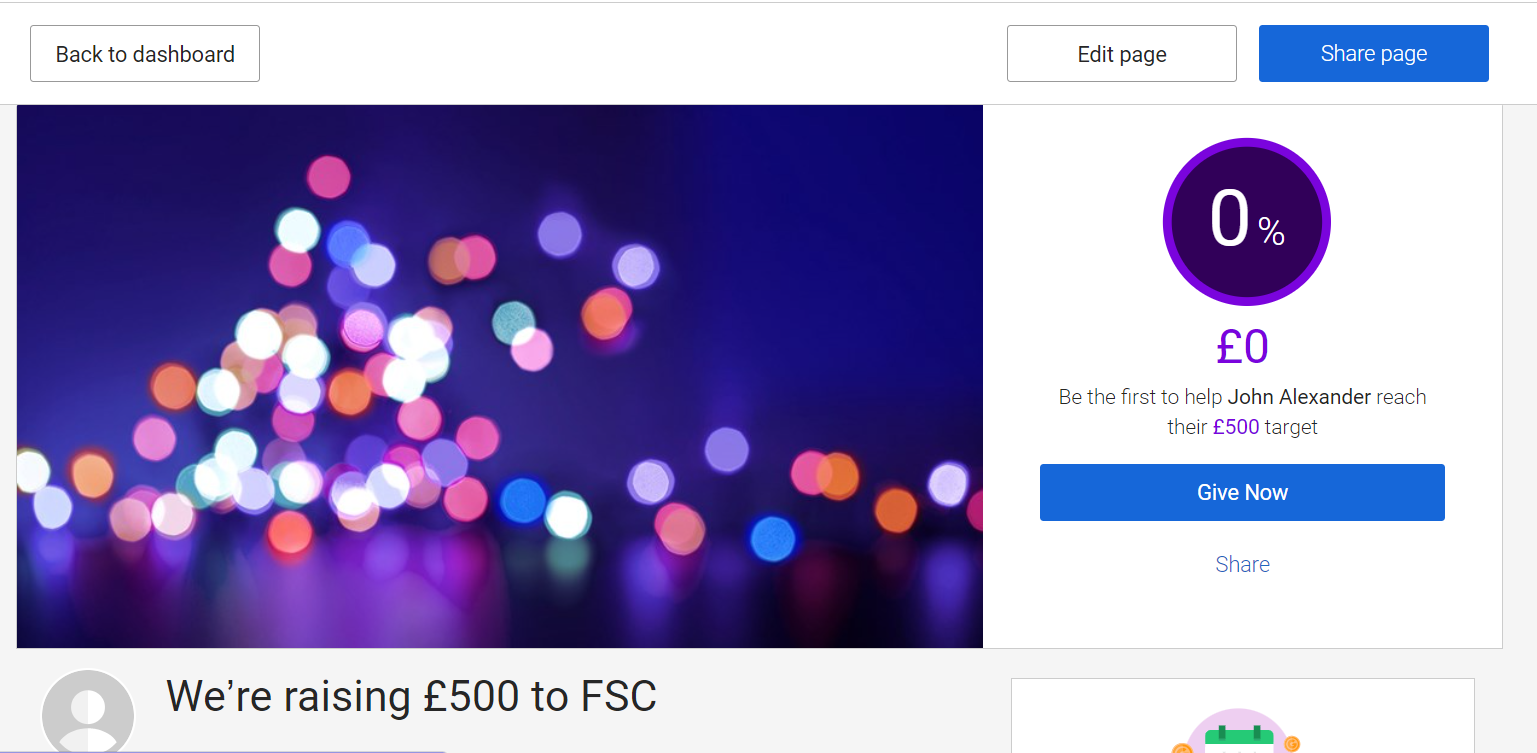 Back to dashboard
Edit page
Share page
0 %
£0
Be the first to help John Alexander reach
their £500 target
Give Now
Share
We’re raising £500 to FSC